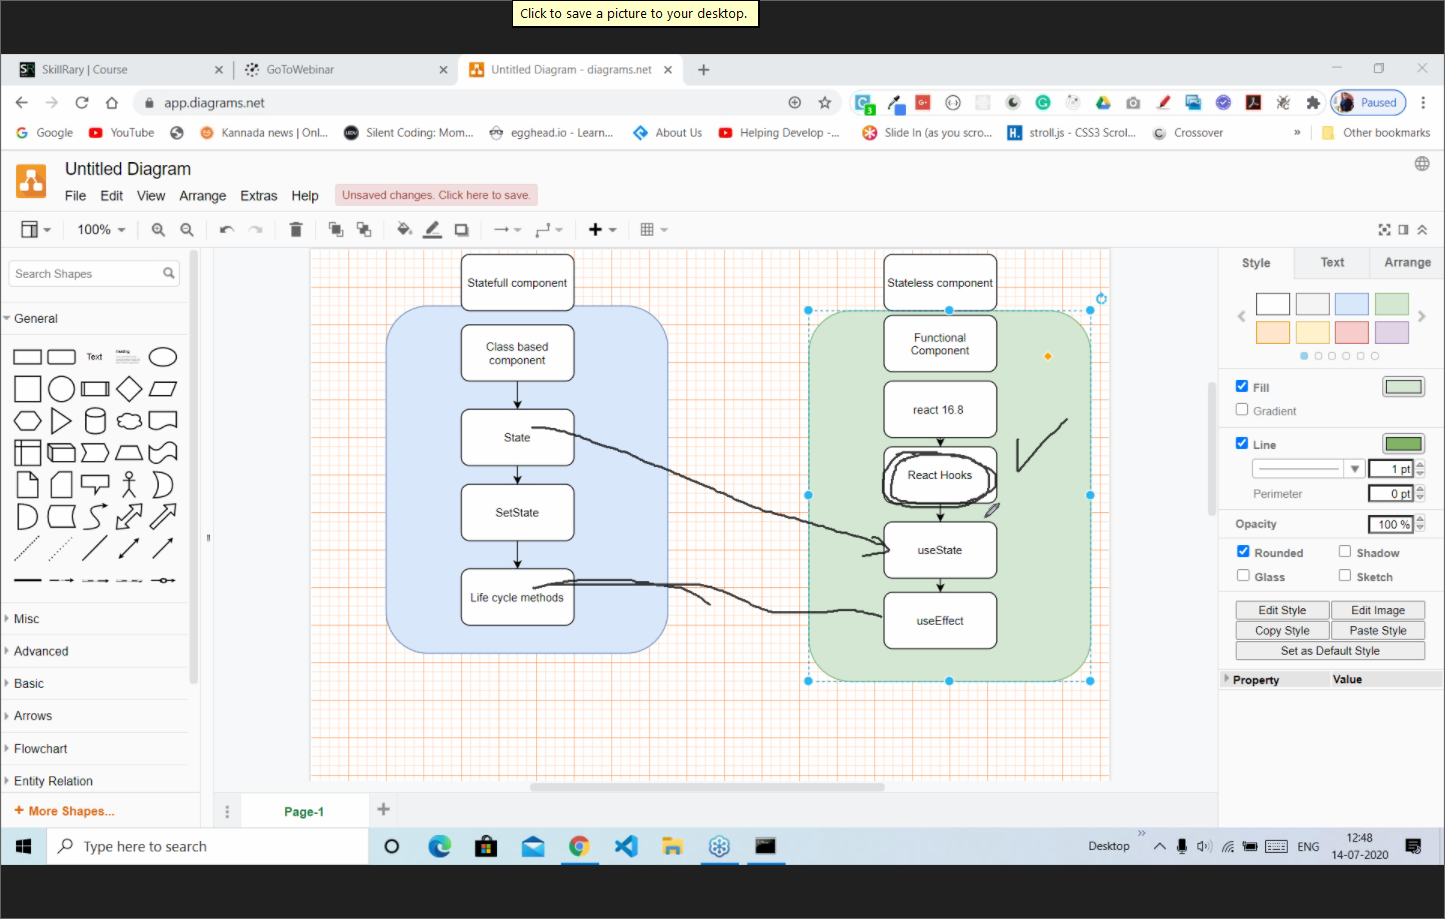 Click to save a picture to your desktop.
SkillRary | Course
GoToWebinar
Untitled Diagram - diagrams.net
app.diagrams.net
3
G+
Paused
Google
YouTube
Kannada news | Onl...
Silent Coding: Mom...
egghead.io - Learn...
About Us
Helping Develop -...
Slide In (as you scro...
H.
stroll.js - CSS3 Scrol...
Crossover
»
Other bookmarks
Untitled Diagram
File
Edit
View
Arrange
Extras
Help
Unsaved changes. Click here to save.
100%
Search Shapes
General
Text
Heading
Misc
Advanced
Basic
Arrows
Flowchart
Entity Relation
+ More Shapes...
Statefull component
Class based
component
State
SetState
Life cycle methods
Stateless component
Functional
Component
react 16.8
React Hooks
useState
useEffect
Style
Text
Arrange
Fill
Gradient
Line
1 pt
Perimeter
0 pt
Opacity
100 %
Rounded
Shadow
Glass
Sketch
Edit Style
Edit Image
Copy Style
Paste Style
Set as Default Style
Property
Value
Page-1
Type here to search
Desktop
»
ENG
12:48
14-07-2020